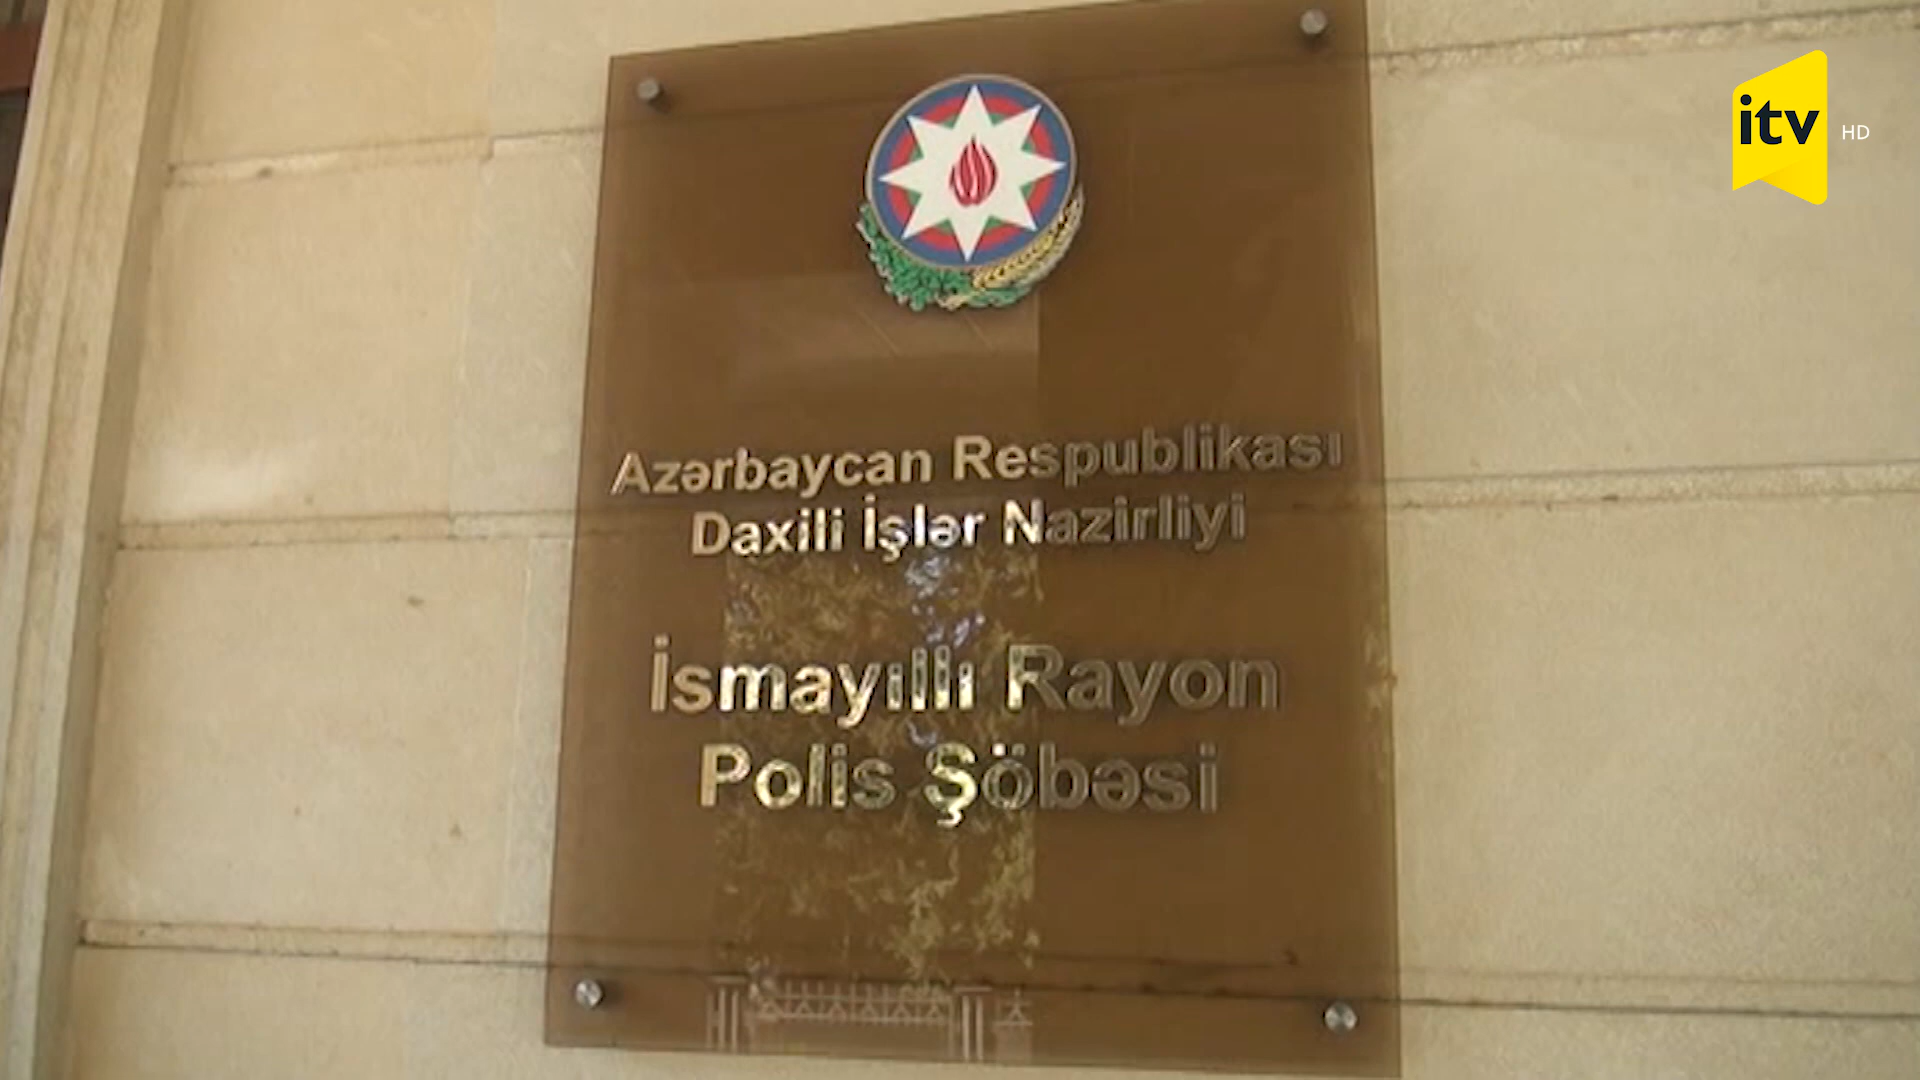 itv HD
Azərbaycan Respublikası
Daxili İşlər Nazirliyi
İsmayıllı Rayon
Polis Şöbəsi